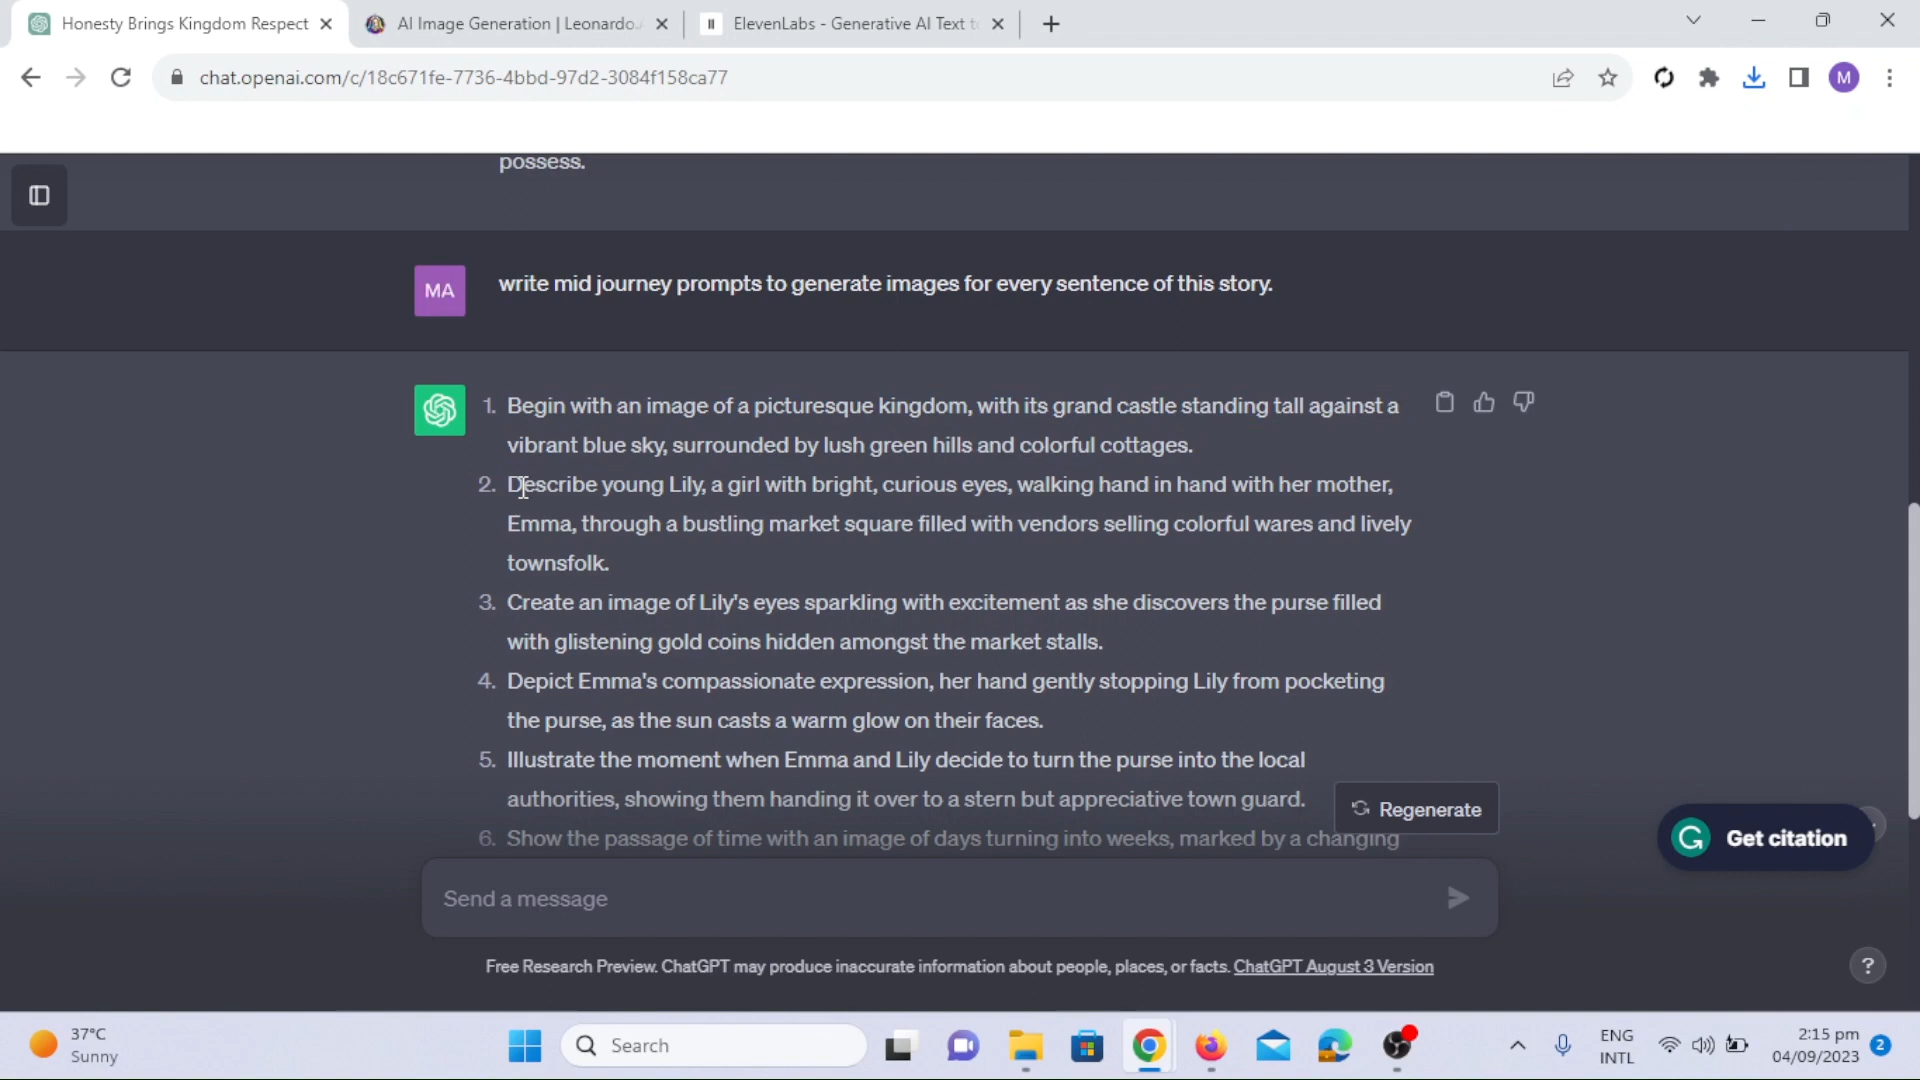 Honesty Brings Kingdom Respect
AI Image Generation | Leonardo.
ElevenLabs - Generative AI Text t
chat.openai.com/c/18c671fe-7736-4bbd-97d2-3084f158ca77
M
possess.
MA
write mid journey prompts to generate images for every sentence of this story.
1. Begin with an image of a picturesque kingdom, with its grand castle standing tall against a
vibrant blue sky, surrounded by lush green hills and colorful cottages.
2. Describe young Lily, a girl with bright, curious eyes, walking hand in hand with her mother,
Emma, through a bustling market square filled with vendors selling colorful wares and lively
townsfolk.
3. Create an image of Lily's eyes sparkling with excitement as she discovers the purse filled
with glistening gold coins hidden amongst the market stalls.
4. Depict Emma's compassionate expression, her hand gently stopping Lily from pocketing
the purse, as the sun casts a warm glow on their faces.
5. Illustrate the moment when Emma and Lily decide to turn the purse into the local
authorities, showing them handing it over to a stern but appreciative town guard.
Regenerate
6. Show the passage of time with an image of days turning into weeks, marked by a changing
Get citation
Send a message
Free Research Preview. ChatGPT may produce inaccurate information about people, places, or facts. ChatGPT August 3 Version
?
37°C
Sunny
Search
ENG
INTL
2:15 pm
04/09/2023
2